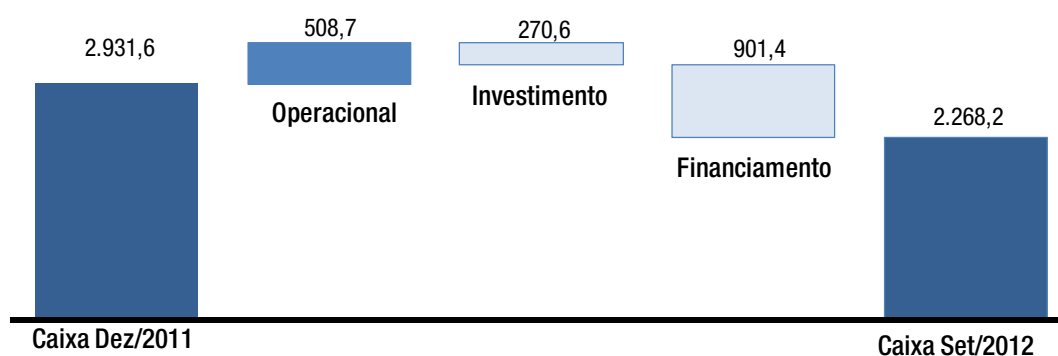 2.931,6
508,7
270,6
901,4
2.268,2
Operacional
Investimento
Financiamento
Caixa Dez/2011
Caixa Set/2012